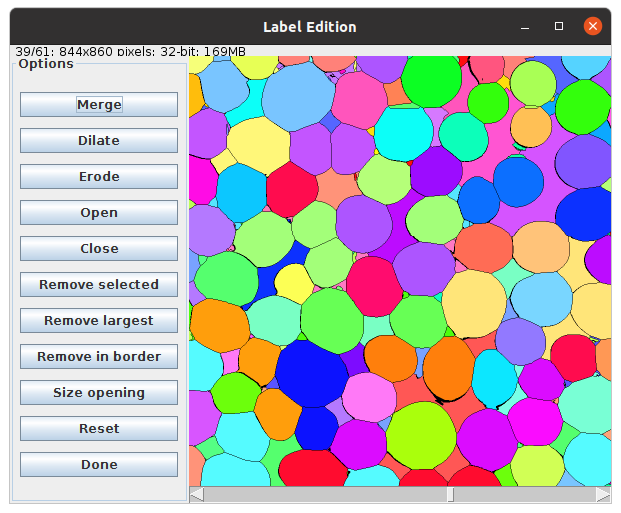 Label Edition
39/61; 844x860 pixels; 32-bit; 169MB
Options
Merge
Dilate
Erode
Open
Close
Remove selected
Remove largest
Remove in border
Size opening
Reset
Done